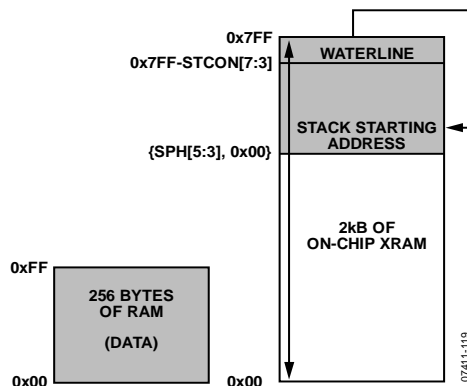 0x7FF
WATERLINE
0x7FF-STCON[7:3]
STACK STARTING
ADDRESS
{SPH[5:3], 0x00}
2kB OF
ON-CHIP XRAM
0xFF
256 BYTES
OF RAM
(DATA)
0x00
0x00
07411-119